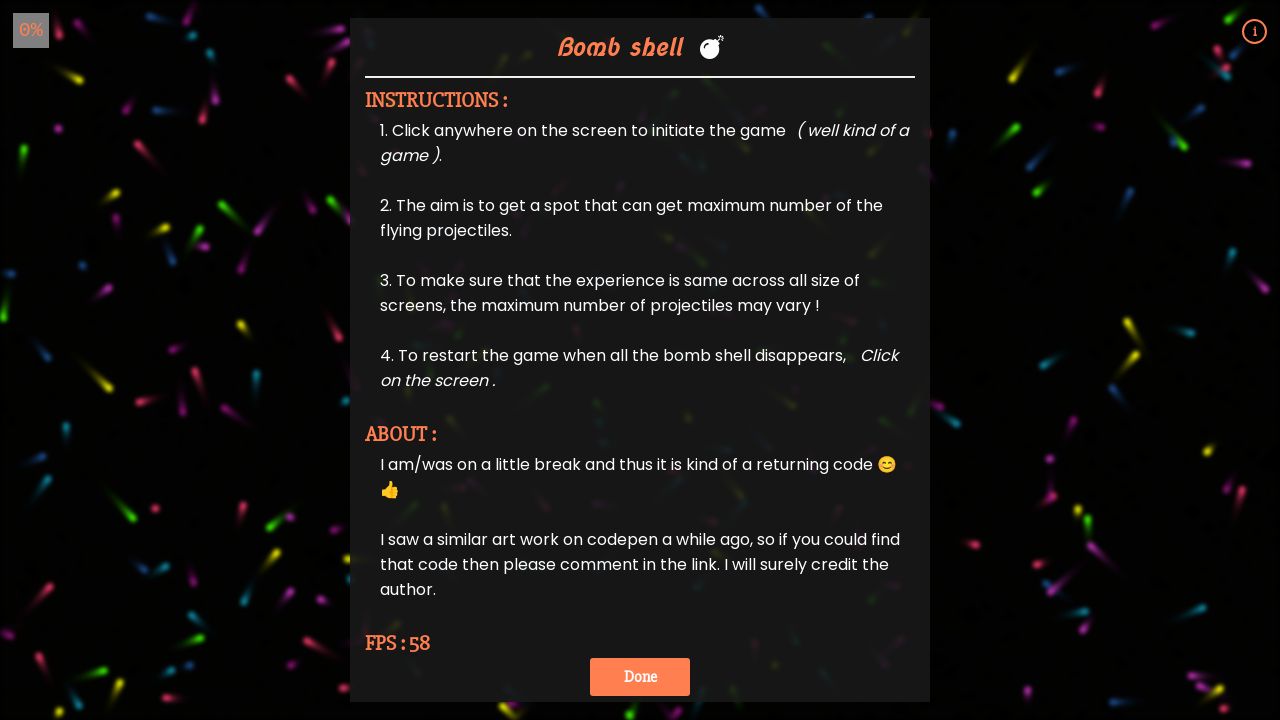 0%
i
Bomb shell 💣
INSTRUCTIONS :
1. Click anywhere on the screen to initiate the game ( well kind of a
game ).
2. The aim is to get a spot that can get maximum number of the
flying projectiles.
3. To make sure that the experience is same across all size of
screens, the maximum number of projectiles may vary !
4. To restart the game when all the bomb shell disappears, Click
on the screen .
ABOUT :
I am/was on a little break and thus it is kind of a returning code 😊
👍
I saw a similar art work on codepen a while ago, so if you could find
that code then please comment in the link. I will surely credit the
author.
FPS : 58
Done